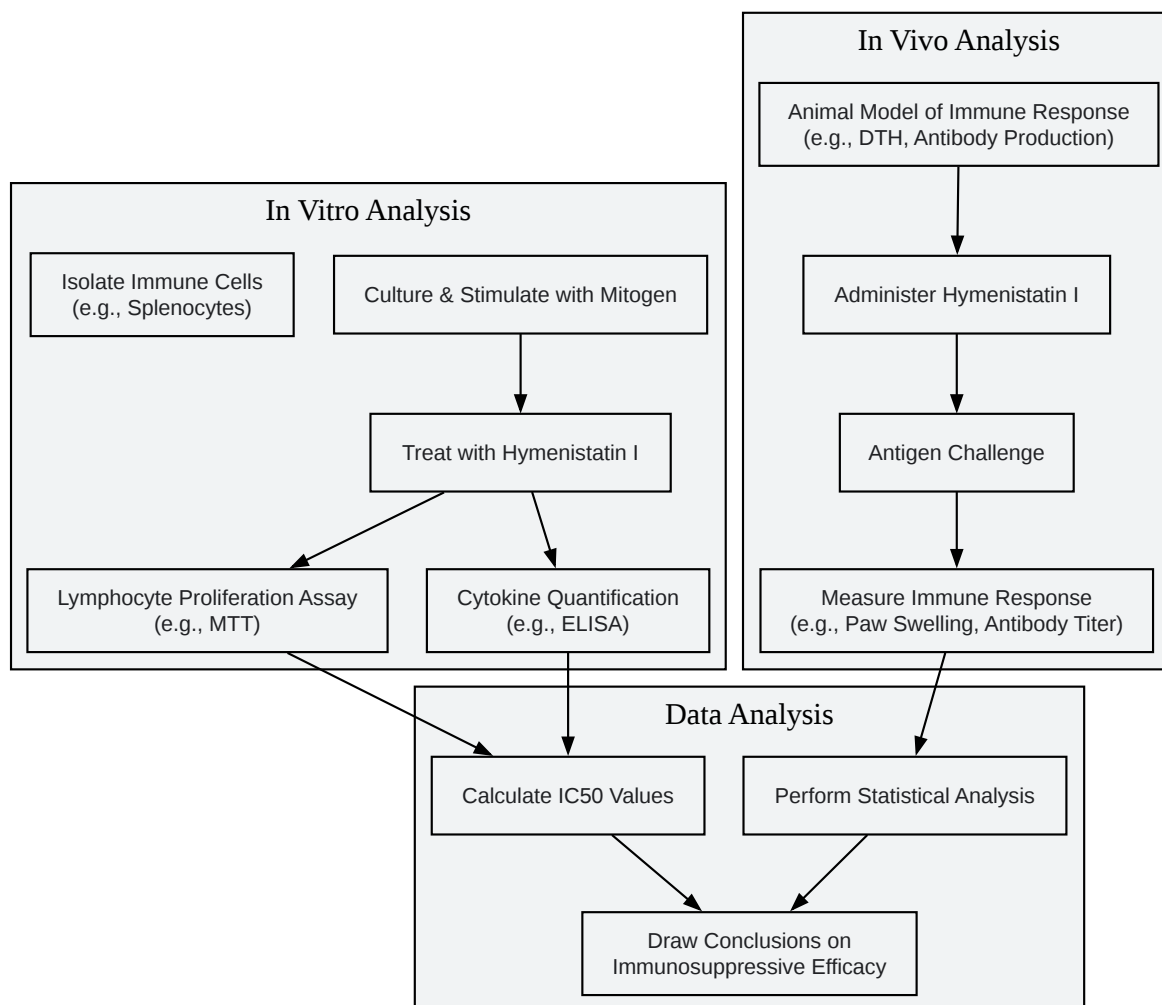 In Vitro Analysis
Isolate Immune Cells
(e.g., Splenocytes)
Culture & Stimulate with Mitogen
Treat with Hymenistatin I
Lymphocyte Proliferation Assay
(e.g., MTT)
Cytokine Quantification
(e.g., ELISA)
In Vivo Analysis
Animal Model of Immune Response
(e.g., DTH, Antibody Production)
Administer Hymenistatin I
Antigen Challenge
Measure Immune Response
(e.g., Paw Swelling, Antibody Titer)
Data Analysis
Calculate IC50 Values
Perform Statistical Analysis
Draw Conclusions on
Immunosuppressive Efficacy